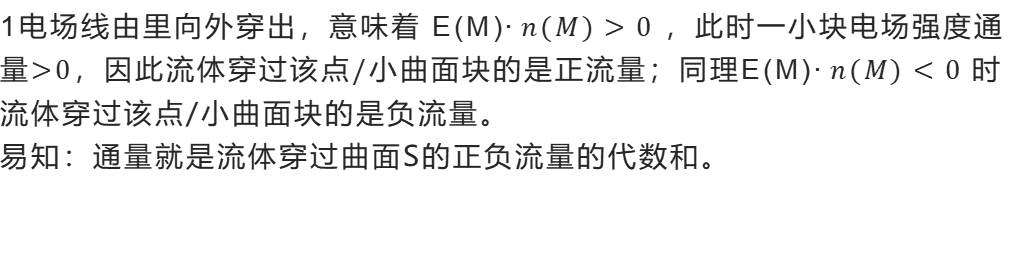 1电场线由里向外穿出，意味着 E(M)· n(M) > 0 ，此时一小块电场强度通
量>0，因此流体穿过该点/小曲面块的是正流量；同理E(M)· n(M) < 0 时
流体穿过该点/小曲面块的是负流量。
易知：通量就是流体穿过曲面S的正负流量的代数和。